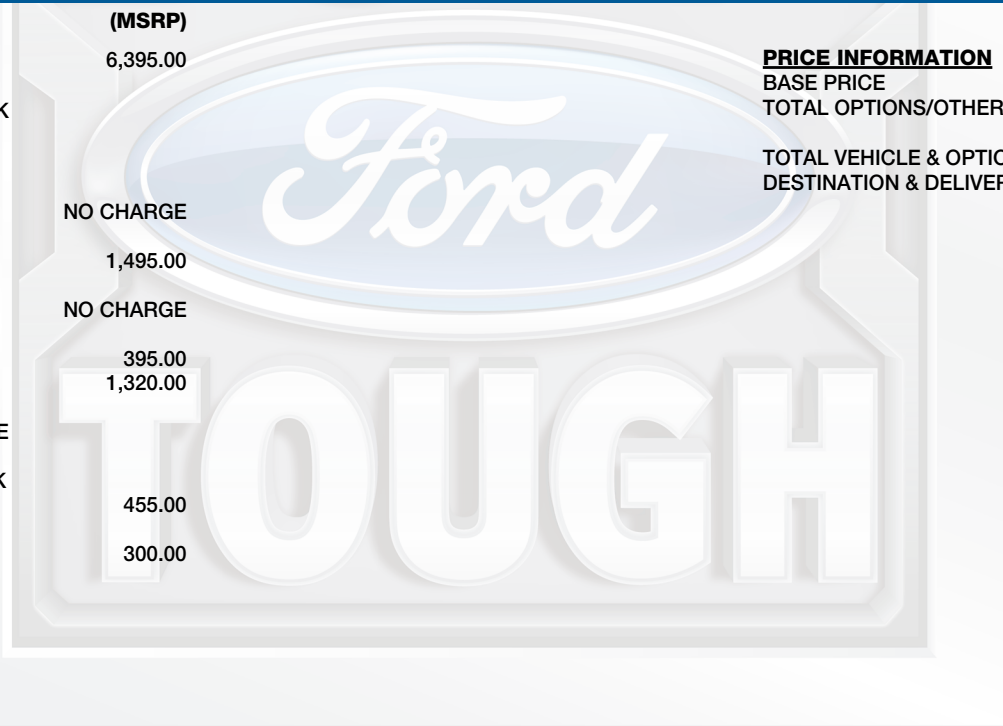 (MSRP)
6,395.00
K
NO CHARGE
1,495.00
NO CHARGE
395.00
1,320.00
E
K
455.00
300.00
PRICE INFORMATION
BASE PRICE
TOTAL OPTIONS/OTHER
TOTAL VEHICLE & OPTIO
DESTINATION & DELIVER
Ford
TOUGH